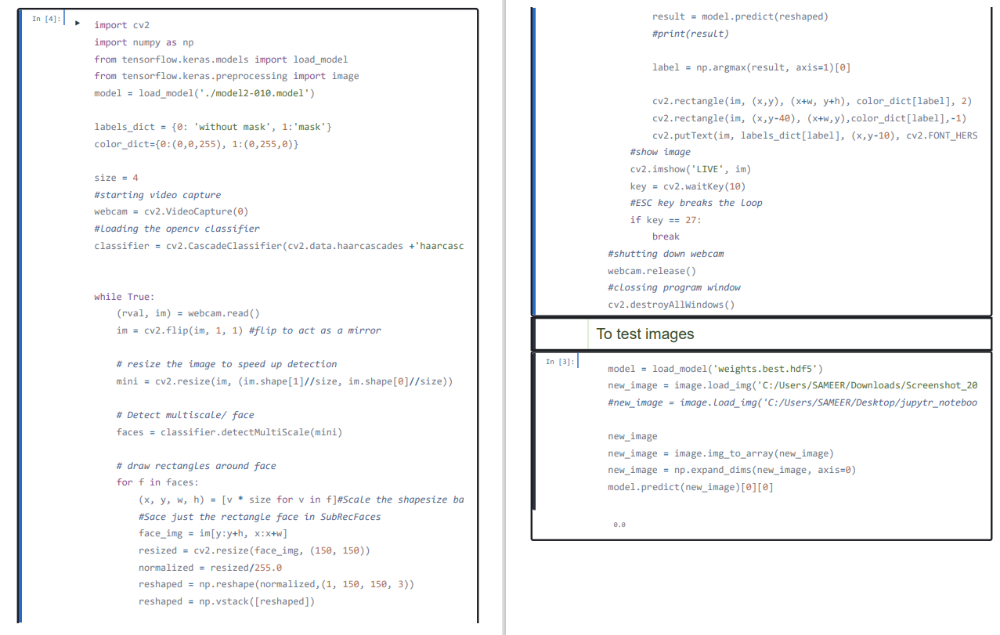 In [4]:
import cv2
import numpy as np
from tensorflow.keras.models import load_model
from tensorflow.keras.preprocessing import image
model = load_model('./model2-010.model')
labels_dict = {0: 'without mask', 1:'mask'}
color_dict={0:(0,0,255), 1:(0,255,0)}
size = 4
#starting video capture
webcam = cv2.VideoCapture(0)
#loading the opencv classifier
classifier = cv2.CascadeClassifier(cv2.data.haarcascades +'haarcasc
while True:
(rval, im) = webcam.read()
im = cv2.flip(im, 1, 1) #flip to act as a mirror
# resize the image to speed up detection
mini = cv2.resize(im, (im.shape[1]//size, im.shape[0]//size))
# Detect multiscale/ face
faces = classifier.detectMultiScale(mini)
# draw rectangles around face
for f in faces:
(x, y, w, h) = [v * size for v in f]#Scale the shapesize ba
#Sace just the rectangle face in SubRecFaces
face_img = im[y:y+h, x:x+w]
resized = cv2.resize(face_img, (150, 150))
normalized = resized/255.0
reshaped = np.reshape(normalized,(1, 150, 150, 3))
reshaped = np.vstack([reshaped])
result = model.predict(reshaped)
#print(result)
label = np.argmax(result, axis=1)[0]
cv2.rectangle(im, (x,y), (x+w, y+h), color_dict[label], 2)
cv2.rectangle(im, (x,y-40), (x+w,y),color_dict[label],-1)
cv2.putText(im, labels_dict[label], (x,y-10), cv2.FONT_HERS
#show image
cv2.imshow('LIVE', im)
key = cv2.waitKey(10)
#ESC key breaks the loop
if key == 27:
break
#shutting down webcam
webcam.release()
#clossing program window
cv2.destroyAllWindows()
To test images
In [3]:
model = load_model('weights.best.hdf5')
new_image = image.load_img('C:/Users/SAMEER/Downloads/Screenshot_20
#new_image = image.load_img('C:/Users/SAMEER/Desktop/jupytr_noteboo
new_image
new_image = image.img_to_array(new_image)
new_image = np.expand_dims(new_image, axis=0)
model.predict(new_image)[0][0]
0.0